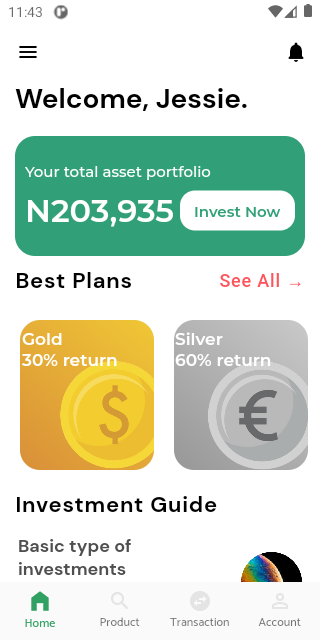 11:43
Welcome, Jessie.
Your total asset portfolio
N203,935
Invest Now
Best Plans
See All →
Gold
30% return
Silver
60% return
Investment Guide
Basic type of
investments
Home
Product
Transaction
Account